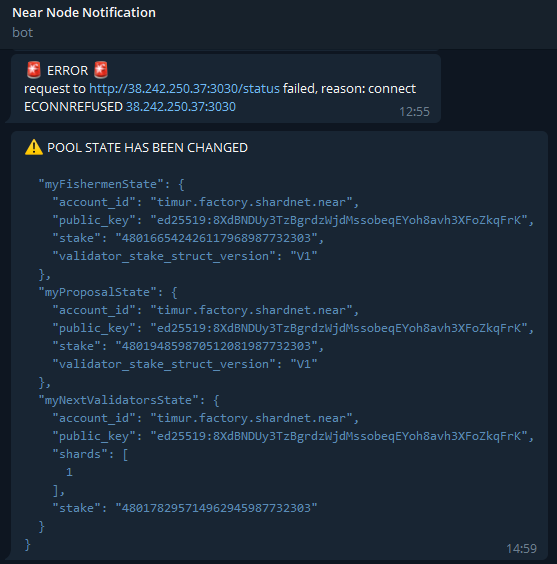 Near Node Notification
bot
🚨 ERROR 🚨
request to http://38.242.250.37:3030/status failed, reason: connect
ECONNREFUSED 38.242.250.37:3030
12:55
⚠️ POOL STATE HAS BEEN CHANGED
"myFishermenState": {
"account_id": "timur.factory.shardnet.near",
"public_key": "ed25519:8XdBNDUy3TzBgrdzWjdMssobeqEYoh8avh3XFoZkqFrK",
"stake": "480166542426117968987732303",
"validator_stake_struct_version": "V1"
},
"myProposalState": {
"account_id": "timur.factory.shardnet.near",
"public_key": "ed25519:8XdBNDUy3TzBgrdzWjdMssobeqEYoh8avh3XFoZkqFrK",
"stake": "480194859870512081987732303",
"validator_stake_struct_version": "V1"
},
"myNextValidatorsState": {
"account_id": "timur.factory.shardnet.near",
"public_key": "ed25519:8XdBNDUy3TzBgrdzWjdMssobeqEYoh8avh3XFoZkqFrK",
"shards": [
1
],
"stake": "480178295714962945987732303"
}
}
14:59